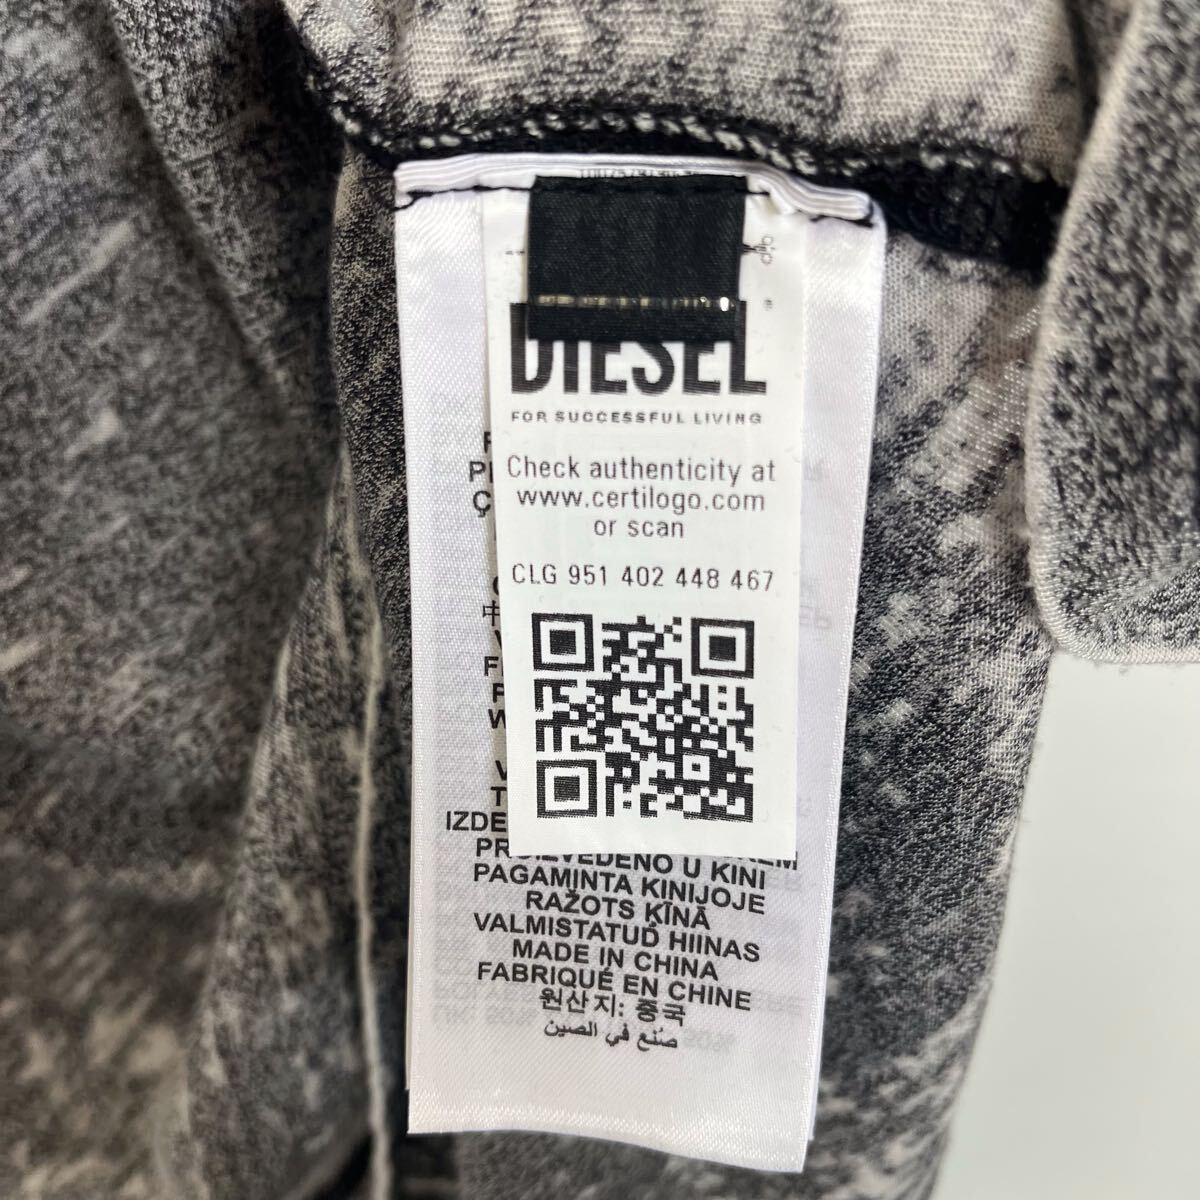 DIESEL
FOR SUCCESSFUL LIVING
Check authenticity at
www.certilogo.com
or scan
CLG 951 402 448 467
IZDE
PROIZVEDENO U KINI
PAGAMINTA KINIJOJE
RAŽOTS ĶĪNĀ
VALMISTATUD HIINAS
MADE IN CHINA
FABRIQUÉ EN CHINE
원산지: 중국
صُنع في الصين